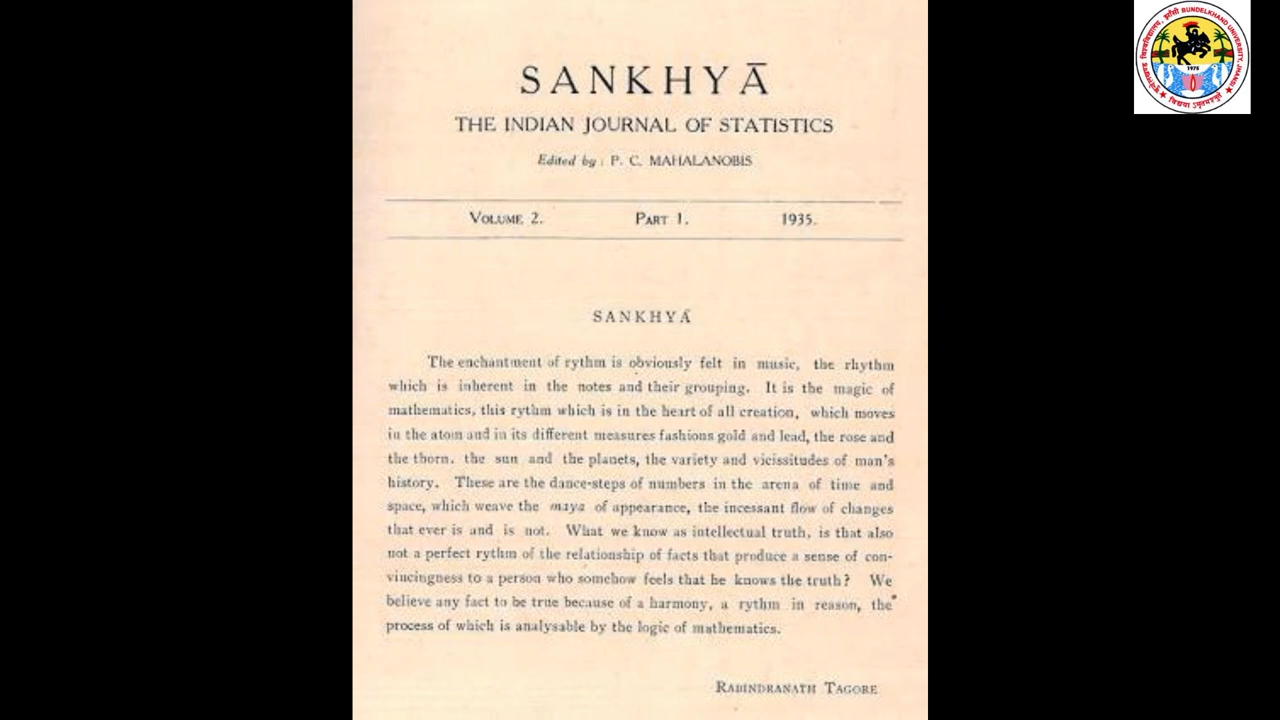 SANKHYĀ
THE INDIAN JOURNAL OF STATISTICS
Edited by : P. C. MAHALANOBIS
VOLUME 2. PART 1. 1935.
SANKHYĀ
The enchantment of rythm is obviously felt in music, the rhythm
which is inherent in the notes and their grouping. It is the magic of
mathematics, this rythm which is in the heart of all creation, which moves
in the atom and in its different measures fashions gold and lead, the rose and
the thorn. the sun and the planets, the variety and vicissitudes of man's
history. These are the dance-steps of numbers in the arena of time and
space, which weave the maya of appearance, the incessant flow of changes
that ever is and is not. What we know as intellectual truth, is that also
not a perfect rythm of the relationship of facts that produce a sense of con-
vincingness to a person who somehow feels that he knows the truth? We
believe any fact to be true because of a harmony, a rythm in reason, the
process of which is analysable by the logic of mathematics.
RABINDRANATH TAGORE
BUNDELKHAND UNIVERSITY, JHANSI
बुन्देलखण्ड विश्वविद्यालय, झाँसी
1975